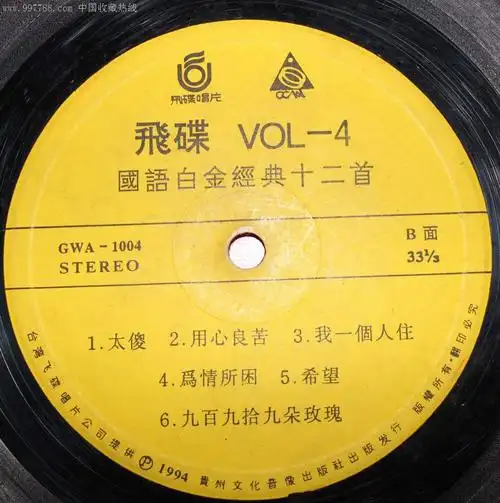 www.997788.com 中国收藏热线
飛碟唱片
飛碟 VOL-4
國語白金經典十二首
GWA-1004
STEREO
B面
33⅓
1.太傻 2.用心良苦 3.我一個人住
4.爲情所困 5.希望
6.九百九拾九朵玫瑰
台灣飞碟唱片公司提供 Ⓟ 1994 貴州文化音像出版社出版发行 版權所有·翻印必究